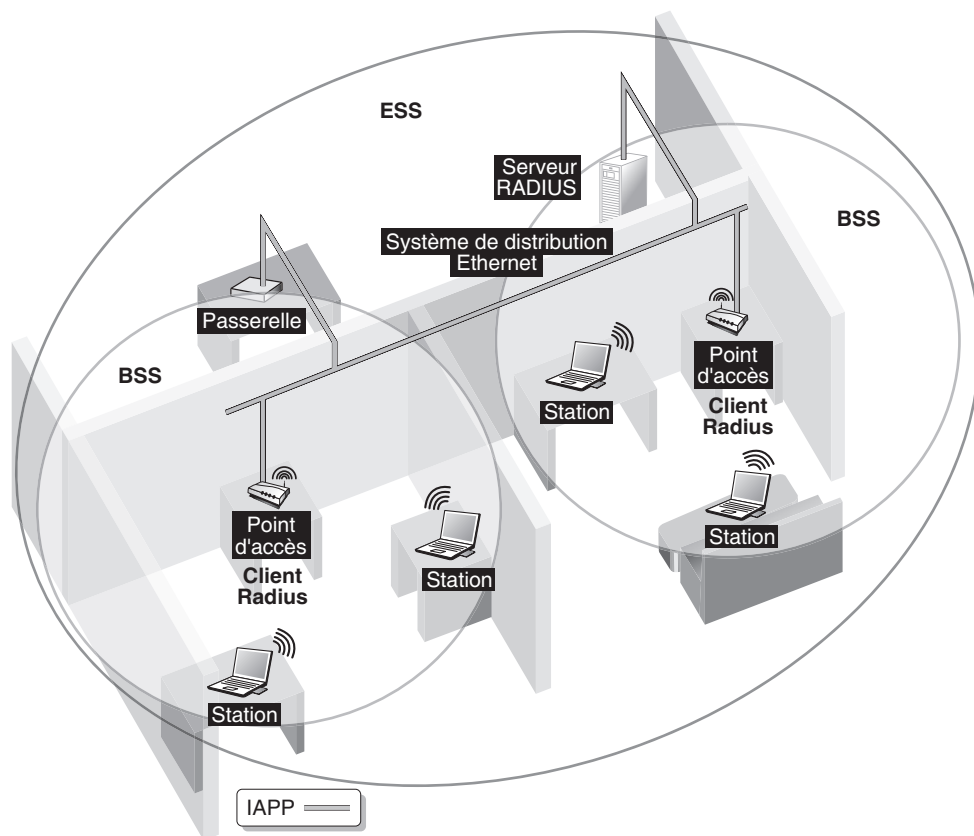 ESS
Serveur
RADIUS
BSS
Système de distribution
Ethernet
Passerelle
Point
d'accès
Client
Radius
BSS
Station
Point
d'accès
Client
Radius
Station
Station
Station
IAPP